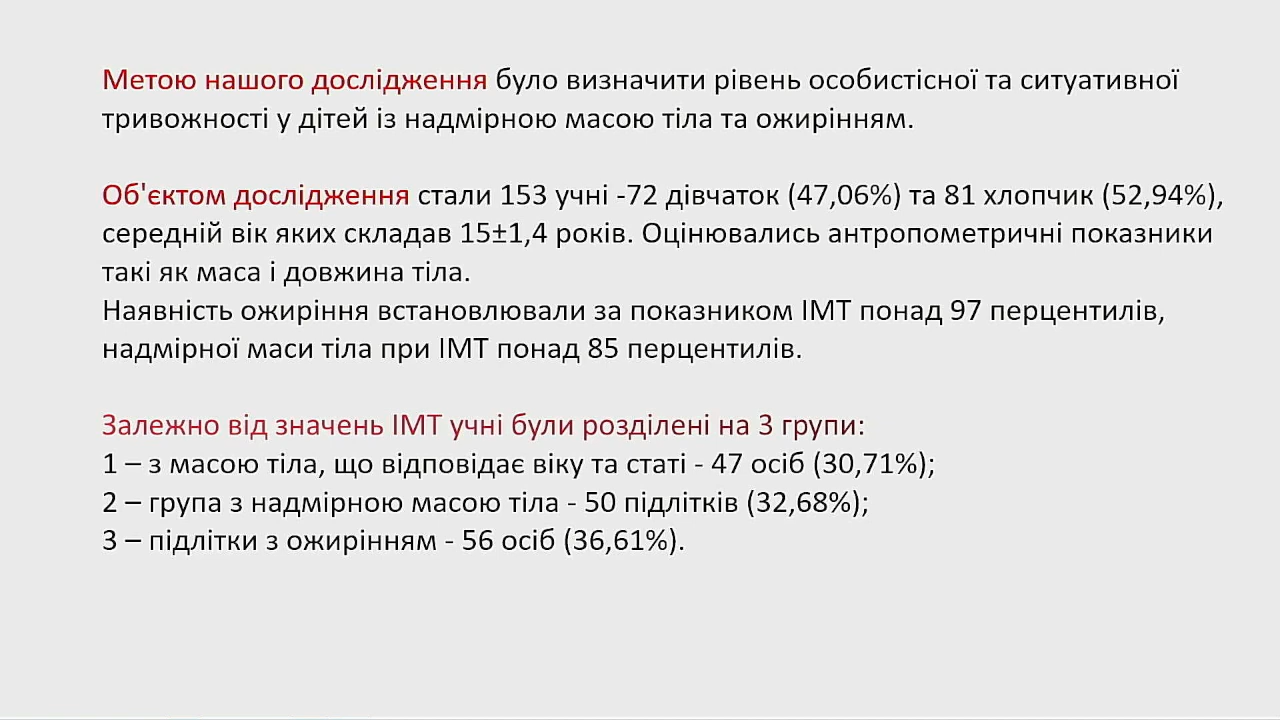 Метою нашого дослідження було визначити рівень особистісної та ситуативної
тривожності у дітей із надмірною масою тіла та ожирінням.
Об'єктом дослідження стали 153 учні -72 дівчаток (47,06%) та 81 хлопчик (52,94%),
середній вік яких складав 15±1,4 років. Оцінювались антропометричні показники
такі як маса і довжина тіла.
Наявність ожиріння встановлювали за показником ІМТ понад 97 перцентилів,
надмірної маси тіла при ІМТ понад 85 перцентилів.
Залежно від значень ІМТ учні були розділені на 3 групи:
1 – з масою тіла, що відповідає віку та статі - 47 осіб (30,71%);
2 – група з надмірною масою тіла - 50 підлітків (32,68%);
3 – підлітки з ожирінням - 56 осіб (36,61%).